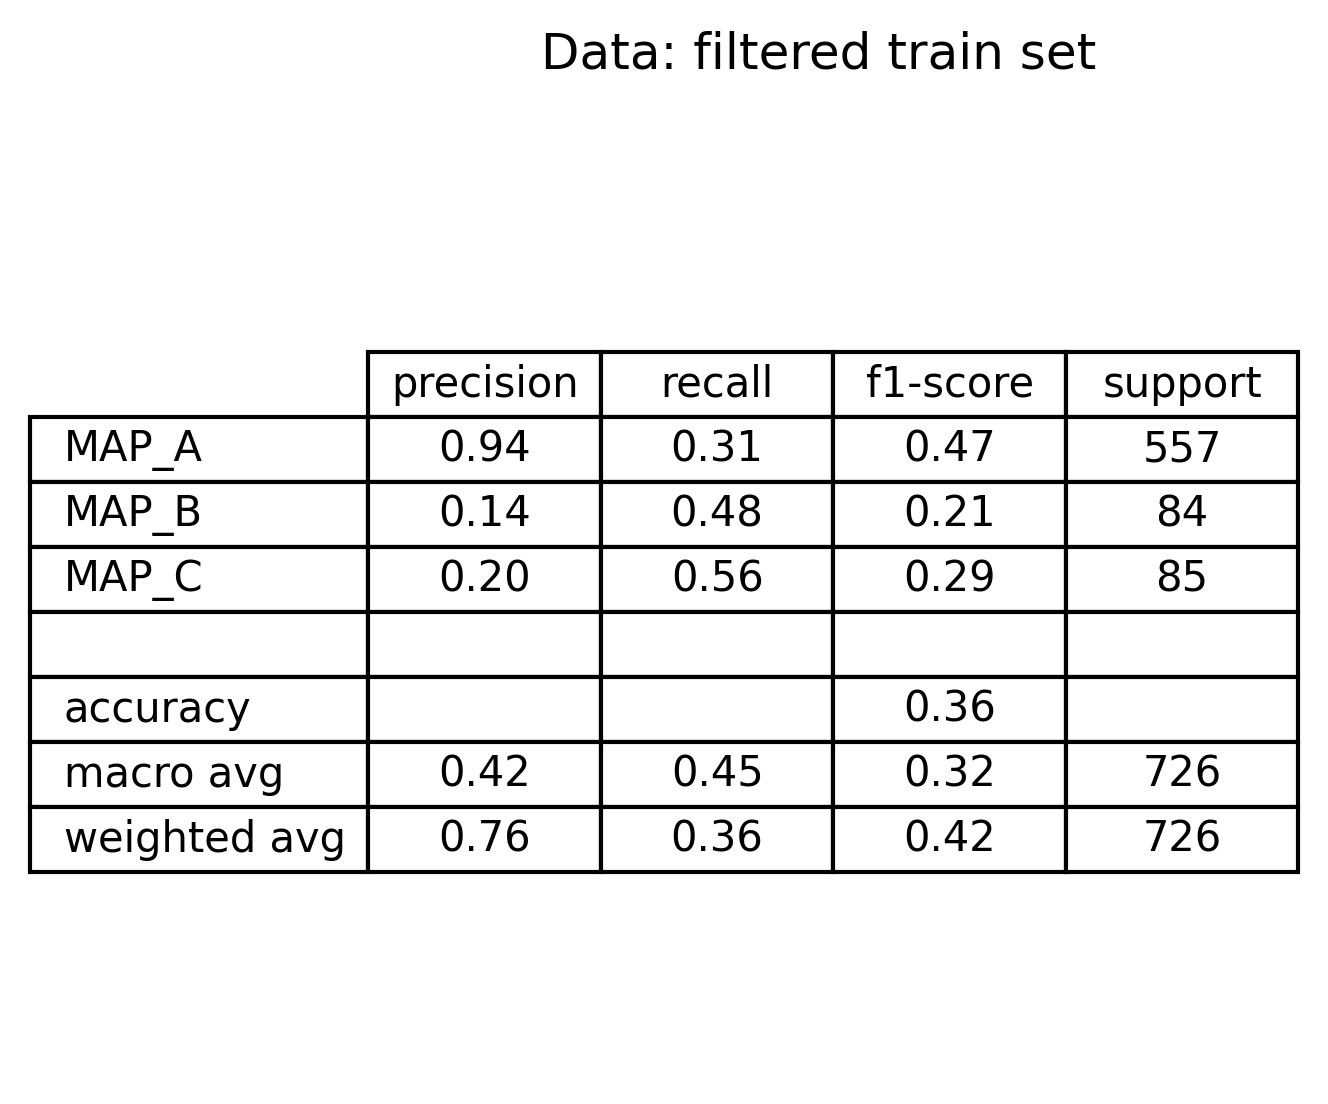 Data: filtered train set
precision recall f1-score support
MAP_A 0.94 0.31 0.47 557
MAP_B 0.14 0.48 0.21 84
MAP_C 0.20 0.56 0.29 85
accuracy 0.36
macro avg 0.42 0.45 0.32 726
weighted avg 0.76 0.36 0.42 726